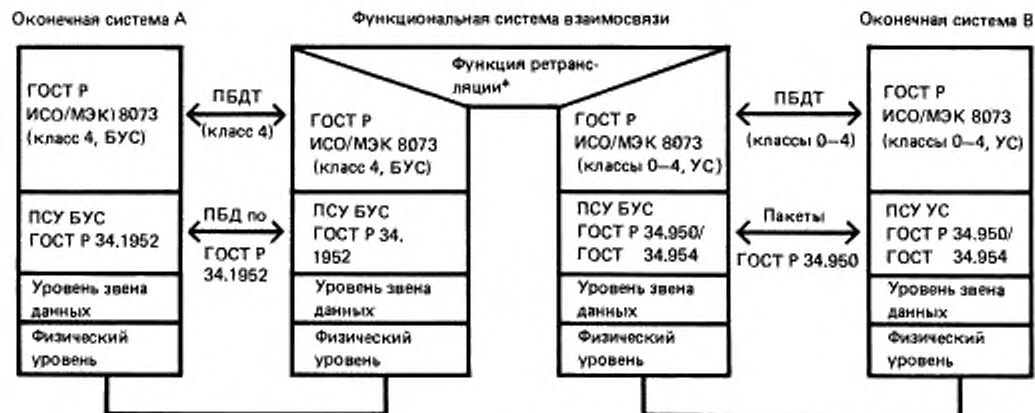 Оконечная система А
Функциональная система взаимосвязи
Оконечная система В
ГОСТ Р
ИСО/МЭК) 8073
(класс 4, БУС)
ПБДТ
(класс 4)
Функция ретранс-
ляции*
ГОСТ Р
ИСО/МЭК 8073
(класс 4, БУС)
ГОСТ Р
ИСО/МЭК 8073
(классы 0—4, УС)
ПБДТ
(классы 0—4)
ГОСТ Р
ИСО/МЭК 8073
(классы 0—4, УС)
ПСУ БУС
ГОСТ Р 34.1952
ПБД по
ГОСТ Р
34.1952
ПСУ БУС
ГОСТ Р 34.
1952
ПСУ БУС
ГОСТ Р 34.950/
ГОСТ 34.954
Пакеты
ГОСТ Р 34.950
ПСУ УС
ГОСТ Р 34.950/
ГОСТ 34.954
Уровень звена
данных
Уровень звена
данных
Уровень звена
данных
Уровень звена
данных
Физический
уровень
Физический
уровень
Физический
уровень
Физический
уровень